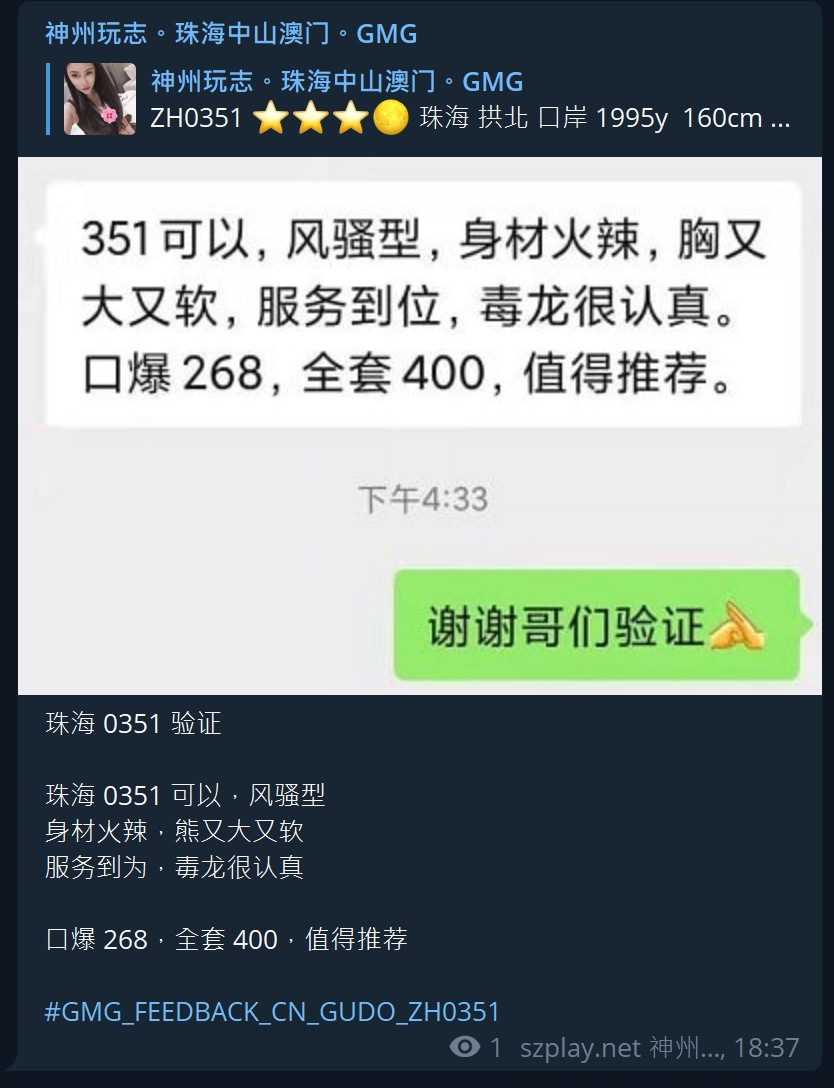 神州玩志。珠海中山澳门。GMG
神州玩志。珠海中山澳门。GMG
ZH0351 ⭐⭐⭐🌕 珠海 拱北 口岸 1995y 160cm ...
351可以，风骚型，身材火辣，胸又
大又软，服务到位，毒龙很认真。
口爆268，全套400，值得推荐。
下午4:33
谢谢哥们验证
珠海 0351 验证
珠海 0351 可以，风骚型
身材火辣，熊又大又软
服务到为，毒龙很认真
口爆 268，全套 400，值得推荐
#GMG_FEEDBACK_CN_GUDO_ZH0351
1 szplay.net 神州..., 18:37